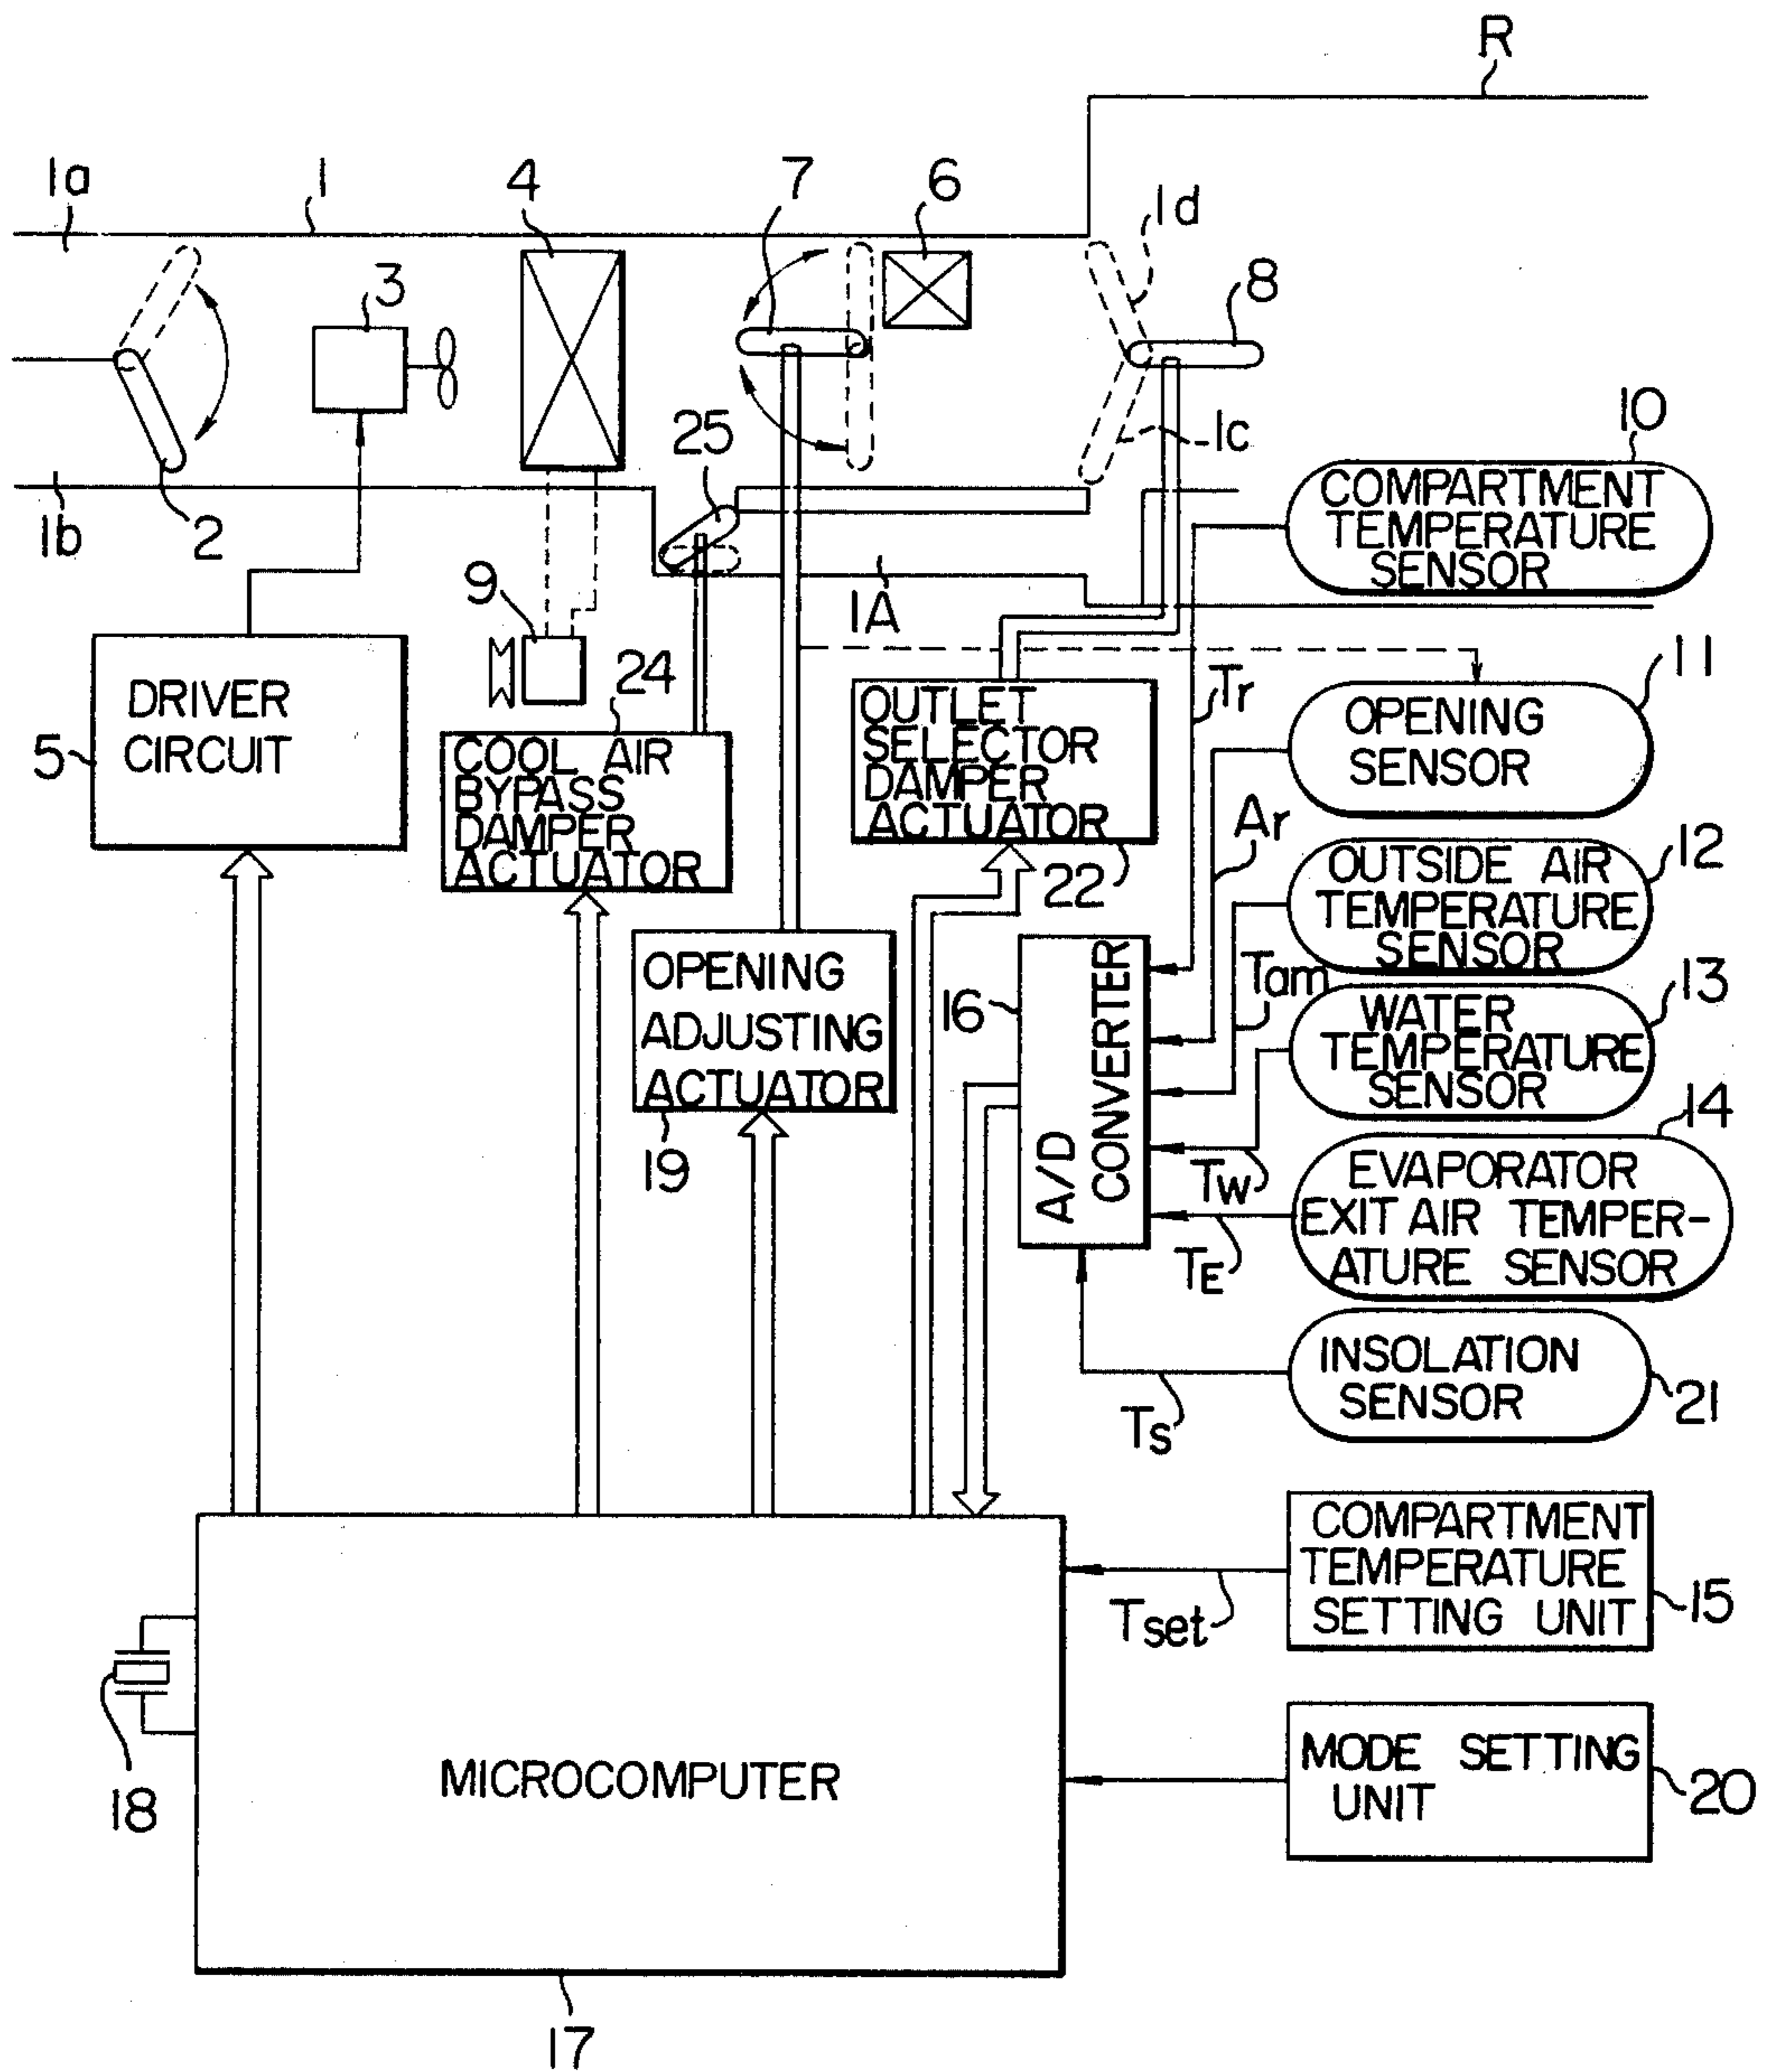 R
1a
1
4
7
6
1d
8
3
25
1c
10
COMPARTMENT
TEMPERATURE
SENSOR
1b
2
9
1A
24
Tr
11
OPENING
SENSOR
DRIVER
CIRCUIT
5
COOL AIR
BYPASS
DAMPER
ACTUATOR
OUTLET
SELECTOR
DAMPER
ACTUATOR
22
Ar
12
OUTSIDE AIR
TEMPERATURE
SENSOR
OPENING
ADJUSTING
ACTUATOR
19
16
A/D
CONVERTER
Tam
13
WATER
TEMPERATURE
SENSOR
Tw
14
EVAPORATOR
EXIT AIR TEMPER-
ATURE SENSOR
TE
INSOLATION
SENSOR
21
Ts
COMPARTMENT
TEMPERATURE
SETTING UNIT
15
Tset
18
MICROCOMPUTER
MODE SETTING
UNIT
20
17